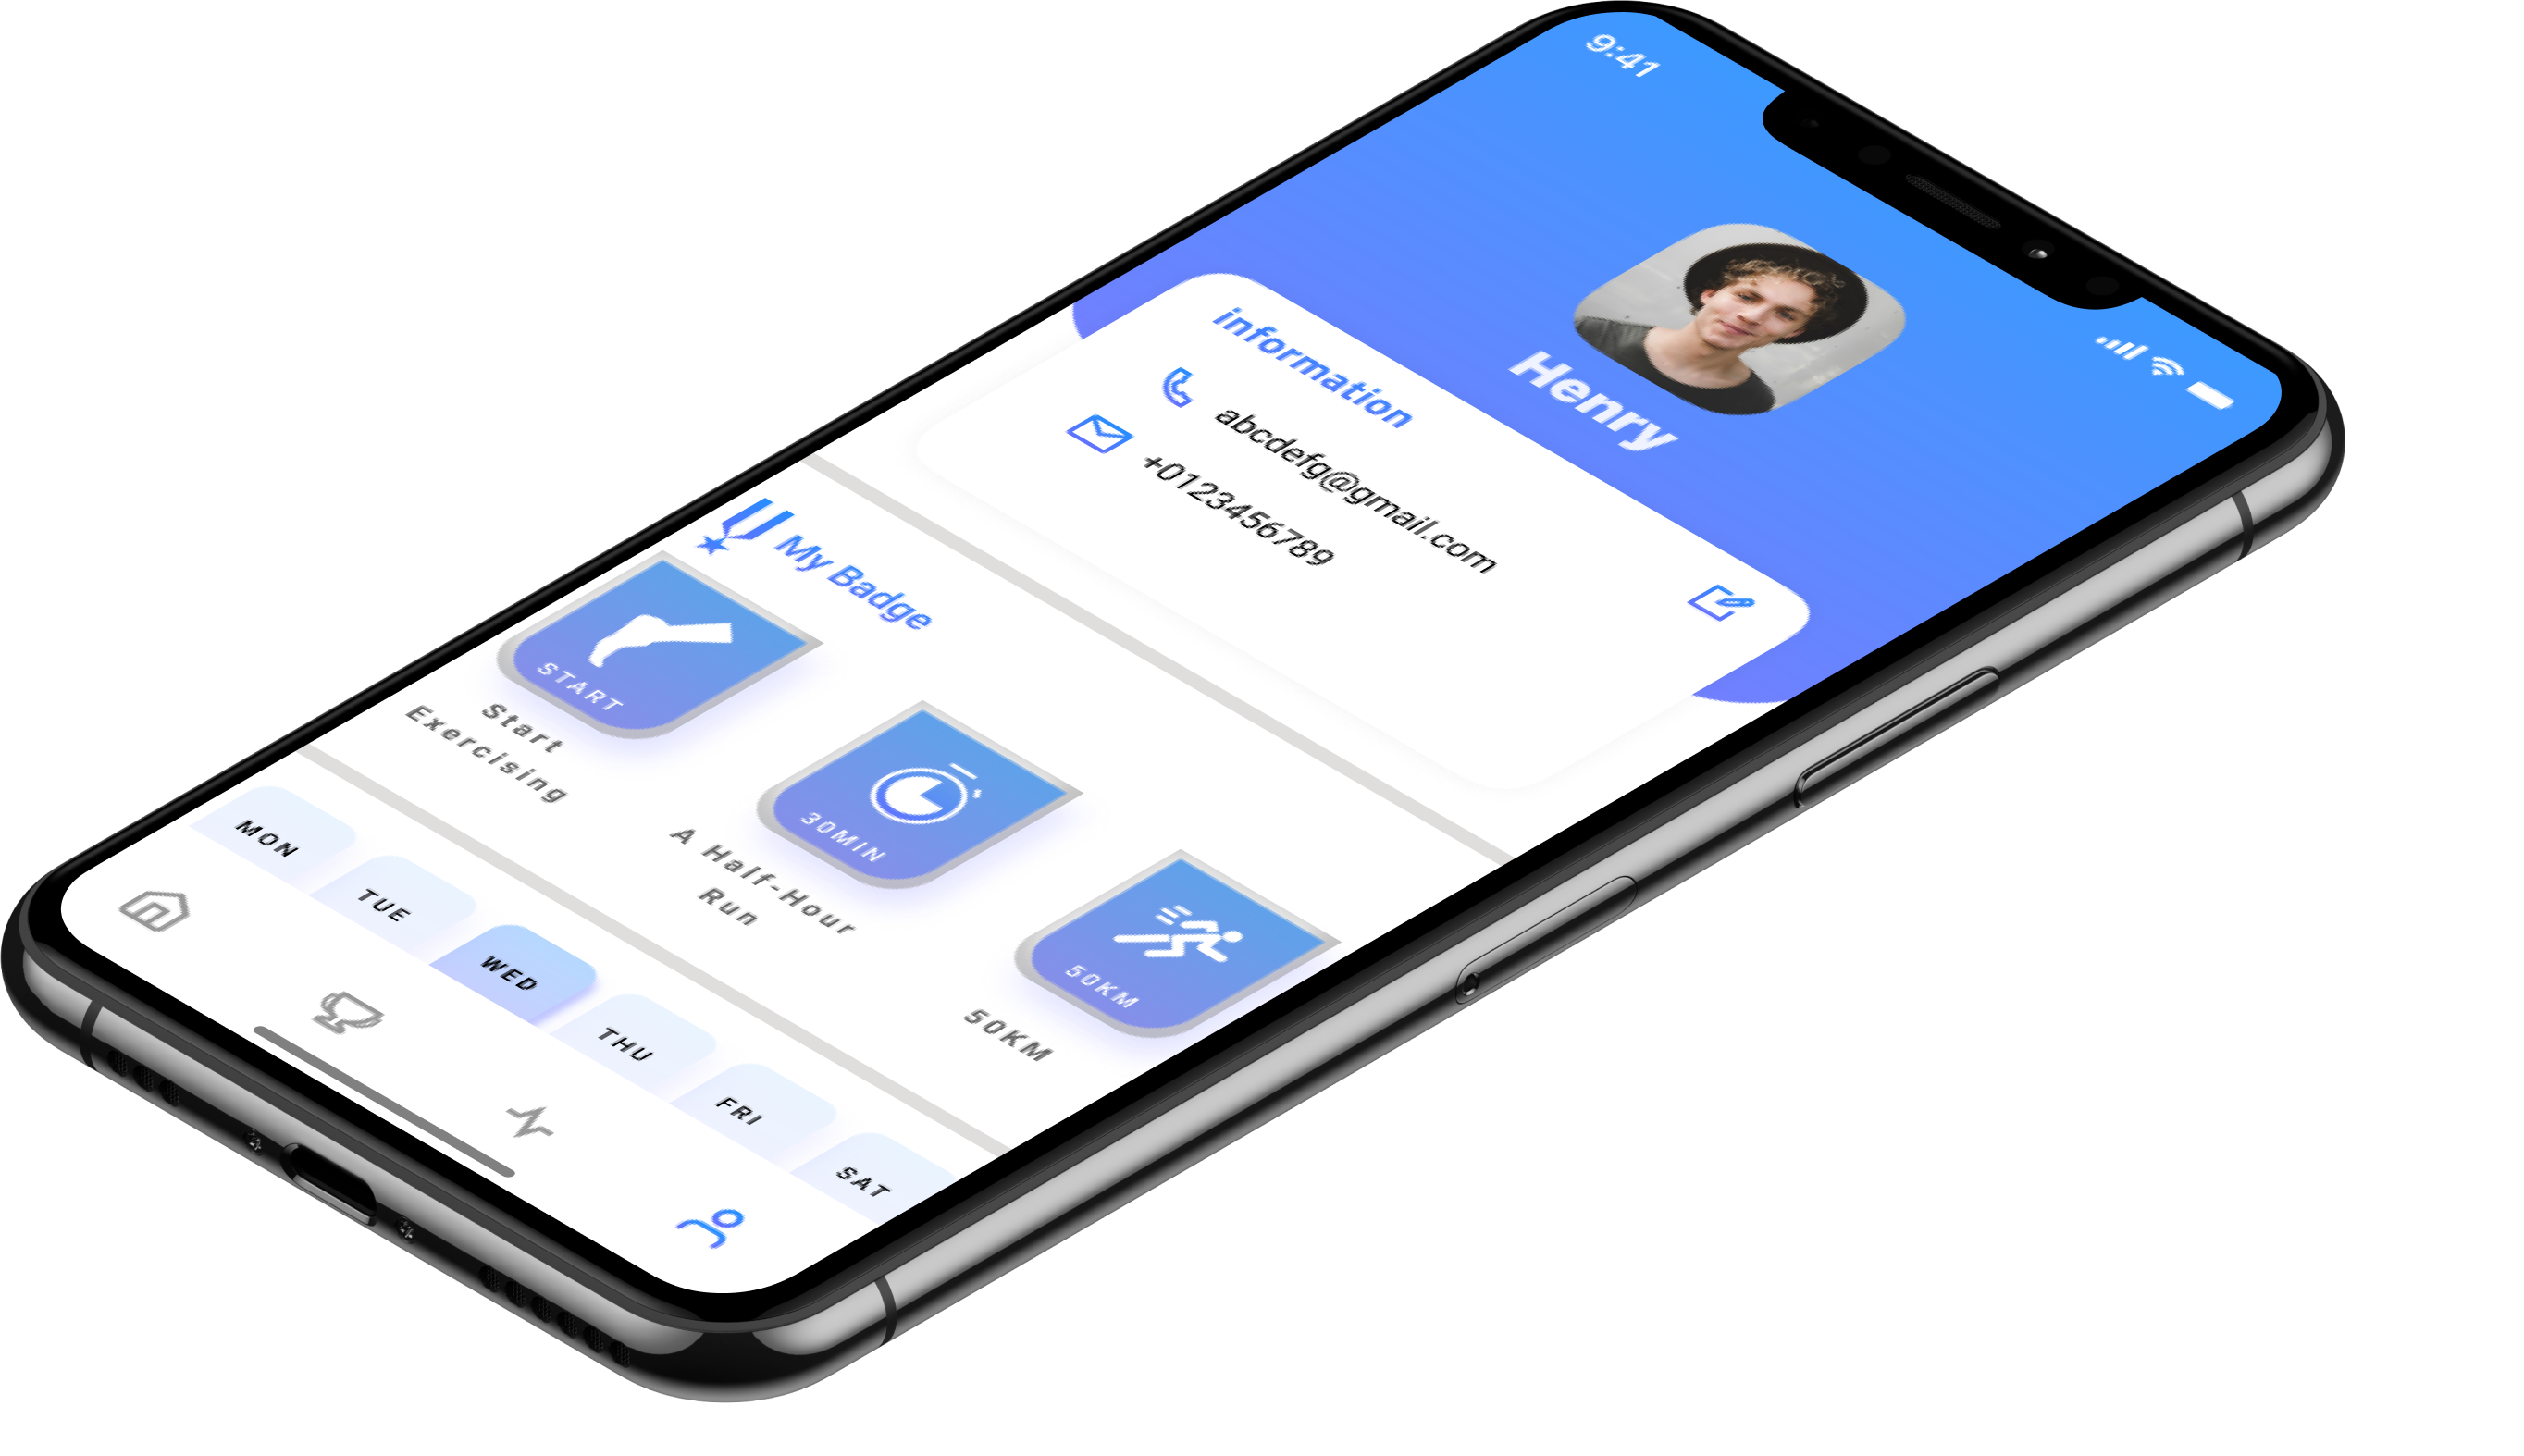 9:41
Henry
information
abcdefg@gmail.com
+0123456789
My Badge
START
Start
Exercising
30MIN
A Half-Hour
Run
50KM
50KM
MON
TUE
WED
THU
FRI
SAT